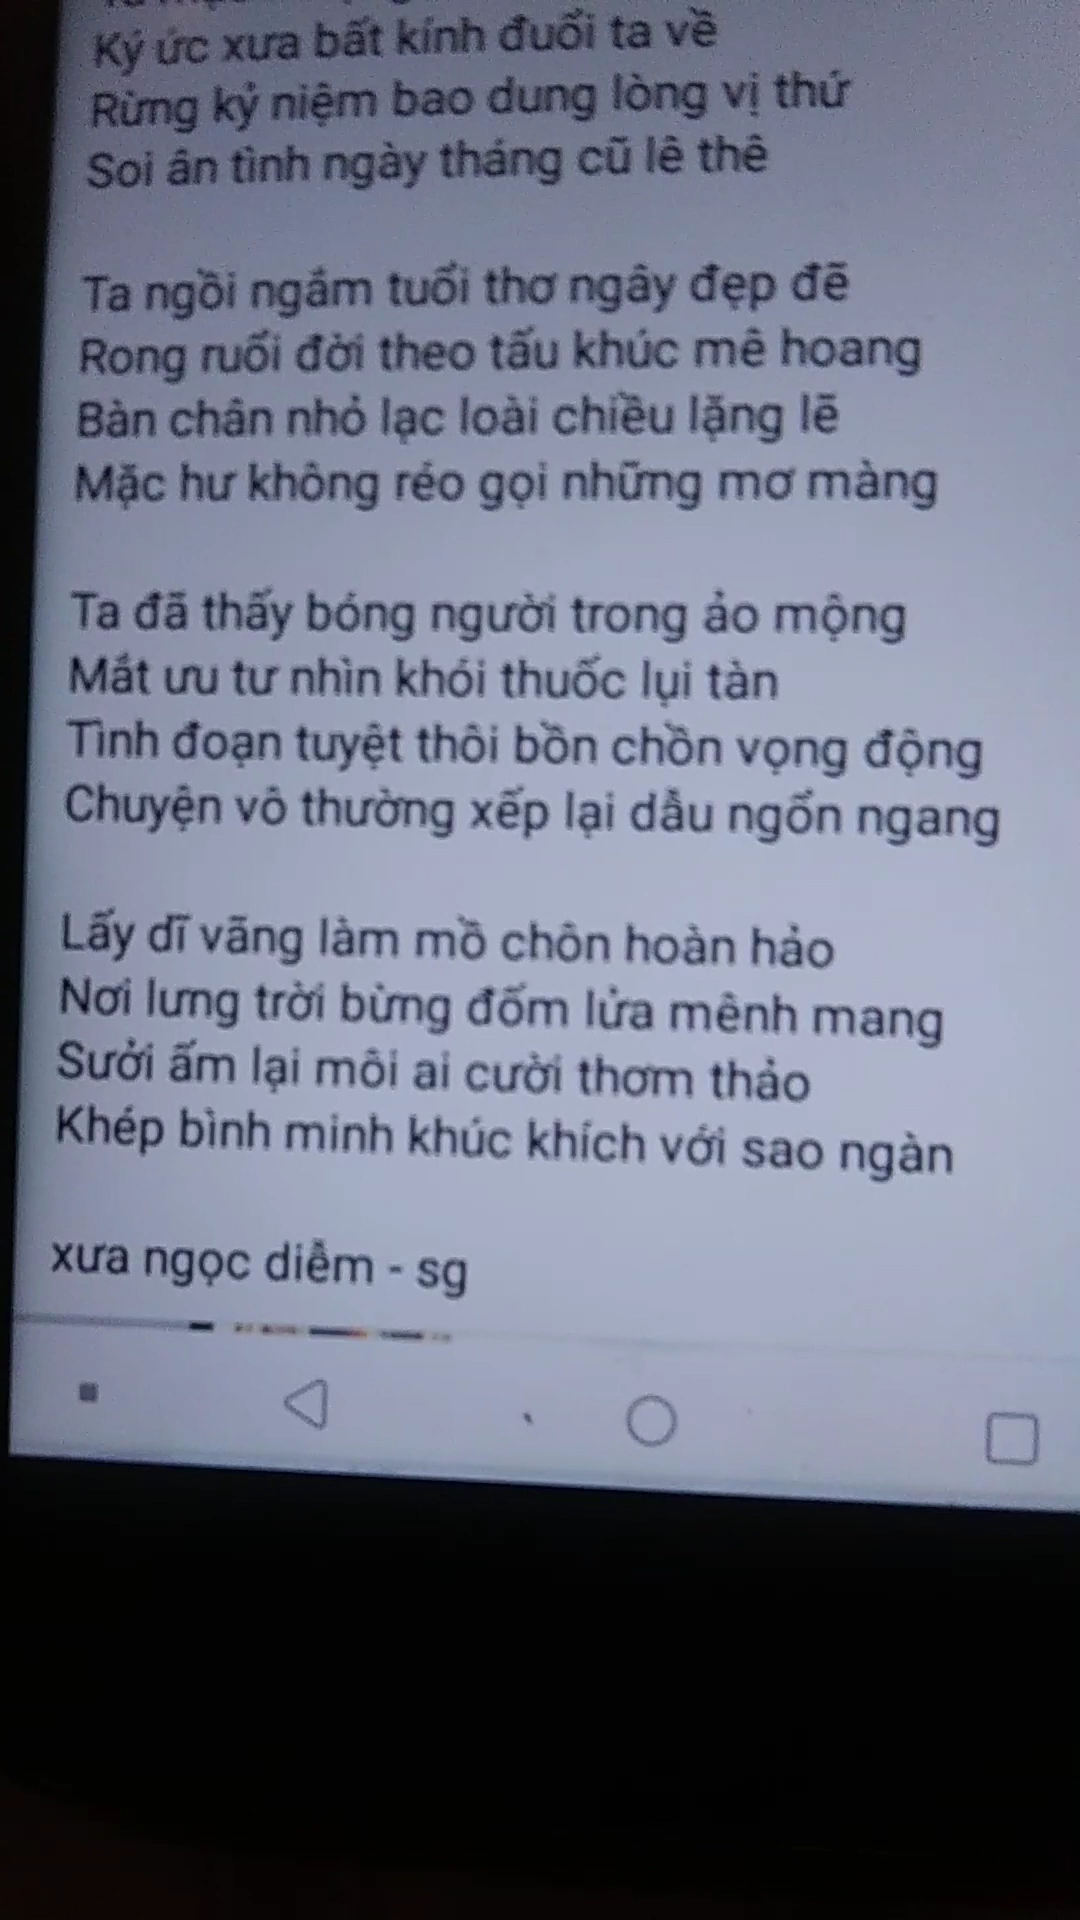 Ký ức xưa bất kính đuổi ta về
Rừng kỷ niệm bao dung lòng vị thứ
Soi ân tình ngày tháng cũ lê thê
Ta ngồi ngắm tuổi thơ ngây đẹp đẽ
Rong ruổi đời theo tấu khúc mê hoang
Bàn chân nhỏ lạc loài chiều lặng lẽ
Mặc hư không réo gọi những mơ màng
Ta đã thấy bóng người trong ảo mộng
Mắt ưu tư nhìn khói thuốc lụi tàn
Tình đoạn tuyệt thôi bồn chồn vọng động
Chuyện vô thường xếp lại dẫu ngổn ngang
Lấy dĩ vãng làm mồ chôn hoàn hảo
Nơi lưng trời bừng đốm lửa mênh mang
Sưởi ấm lại môi ai cười thơm thảo
Khép bình minh khúc khích với sao ngàn
xưa ngọc diễm - sg